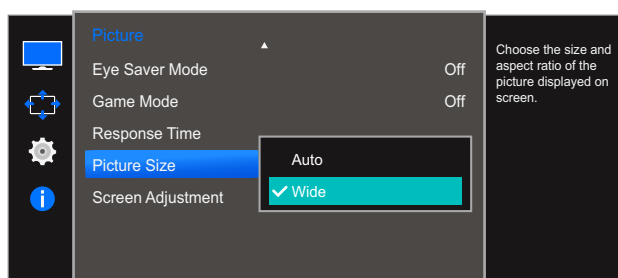 Picture
Eye Saver Mode Off
Game Mode Off
Response Time
Picture Size
Auto
Wide
Screen Adjustment
Choose the size and
aspect ratio of the
picture displayed on
screen.